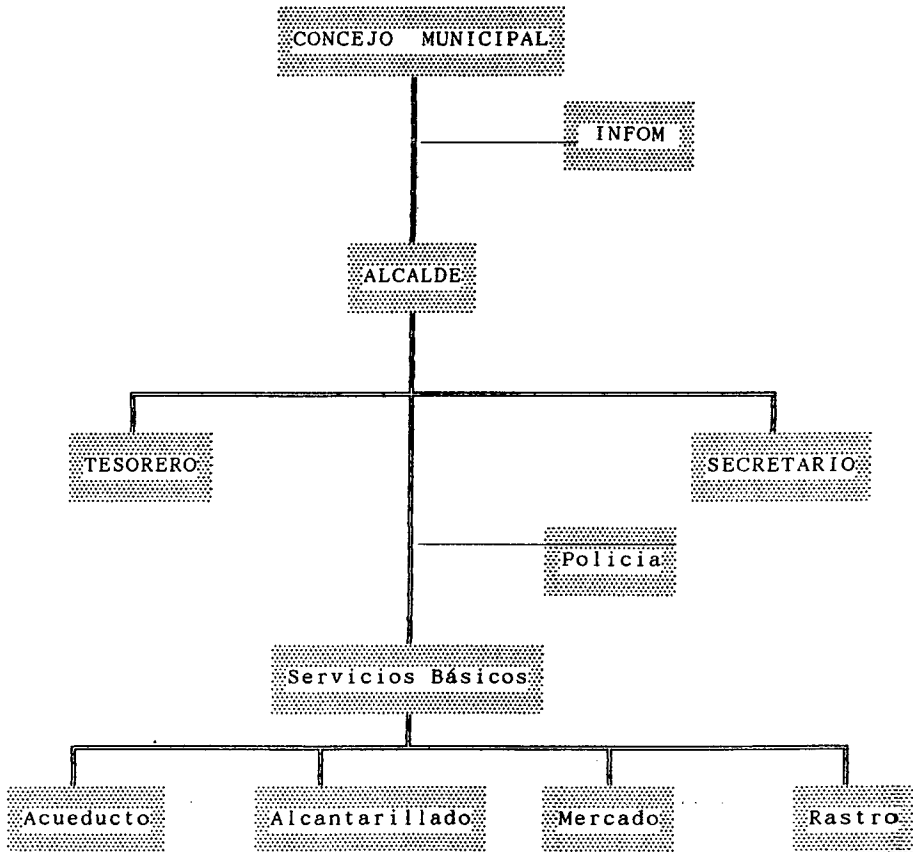 CONCEJO MUNICIPAL
INFOM
ALCALDE
TESORERO
SECRETARIO
Policia
Servicios Básicos
Acueducto
Alcantarillado
Mercado
Rastro